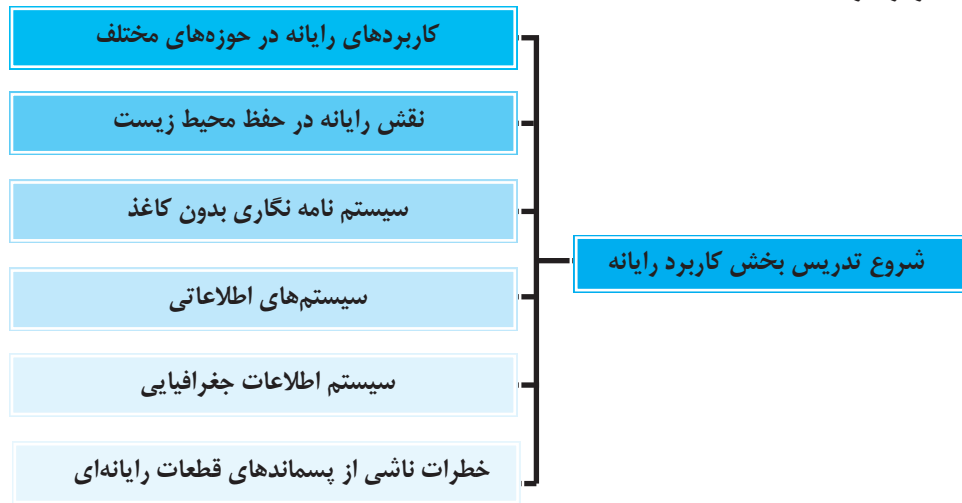 شروع تدریس بخش کاربرد رایانه
کاربردهای رایانه در حوزه‌های مختلف
نقش رایانه در حفظ محیط زیست
سیستم نامه نگاری بدون کاغذ
سیستم‌های اطلاعاتی
سیستم اطلاعات جغرافیایی
خطرات ناشی از پسماندهای قطعات رایانه‌ای